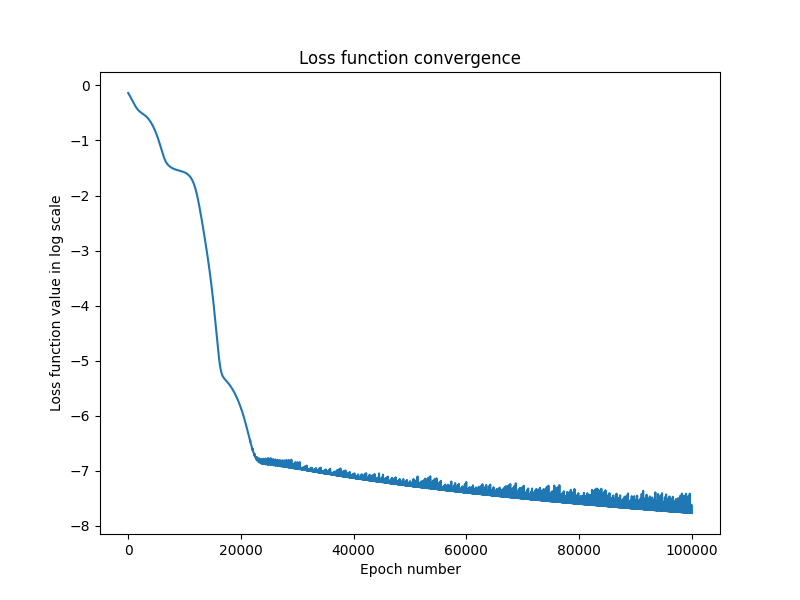 Loss function convergence
Loss function value in log scale
0
−1
−2
−3
−4
−5
−6
−7
−8
0 20000 40000 60000 80000 100000
Epoch number